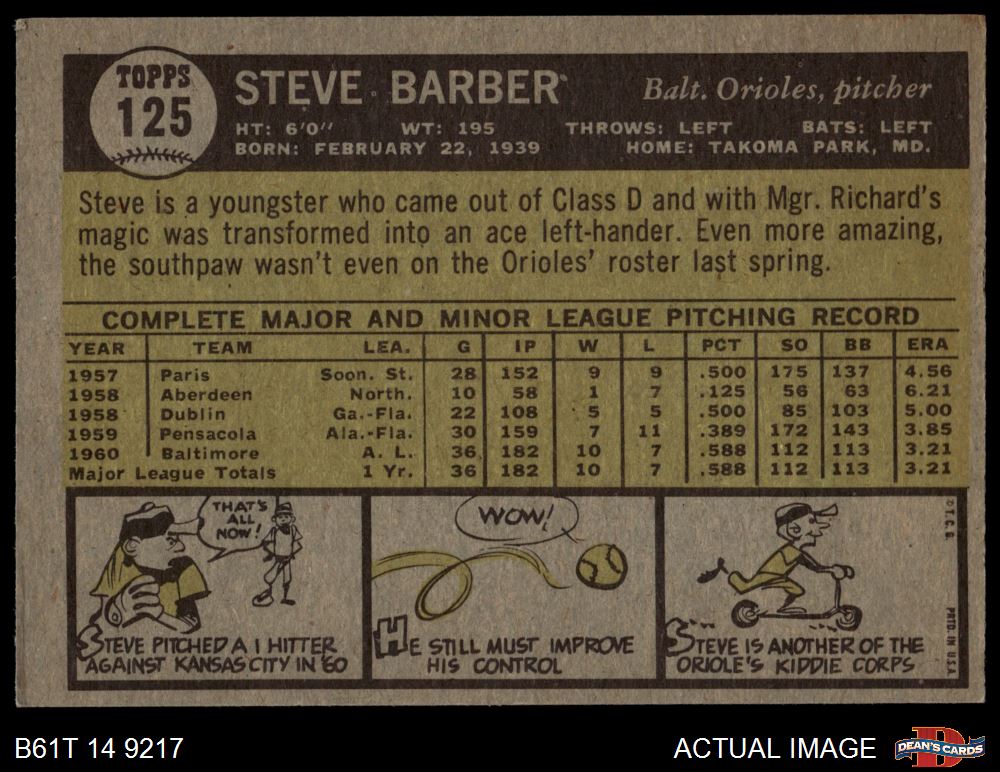 TOPPS
125
STEVE BARBER
Balt. Orioles, pitcher
HT: 6'0" WT: 195 THROWS: LEFT BATS: LEFT
BORN: FEBRUARY 22, 1939 HOME: TAKOMA PARK, MD.
Steve is a youngster who came out of Class D and with Mgr. Richard's
magic was transformed into an ace left-hander. Even more amazing,
the southpaw wasn't even on the Orioles' roster last spring.
COMPLETE MAJOR AND MINOR LEAGUE PITCHING RECORD
YEAR TEAM LEA. G IP W L PCT SO BB ERA
1957 Paris Soon. St. 28 152 9 9 .500 175 137 4.56
1958 Aberdeen North. 10 58 1 7 .125 56 63 6.21
1958 Dublin Ga.-Fla. 22 108 5 5 .500 85 103 5.00
1959 Pensacola Ala.-Fla. 30 159 7 11 .389 172 143 3.85
1960 Baltimore A. L. 36 182 10 7 .588 112 113 3.21
Major League Totals 1 Yr. 36 182 10 7 .588 112 113 3.21
THAT'S
ALL
NOW!
STEVE PITCHED A 1 HITTER
AGAINST KANSAS CITY IN '60
WOW!
HE STILL MUST IMPROVE
HIS CONTROL
STEVE IS ANOTHER OF THE
ORIOLE'S KIDDIE CORPS
© T.C.G. PRTD. IN U.S.A.
B61T 14 9217
ACTUAL IMAGE
D
DEAN'S CARDS